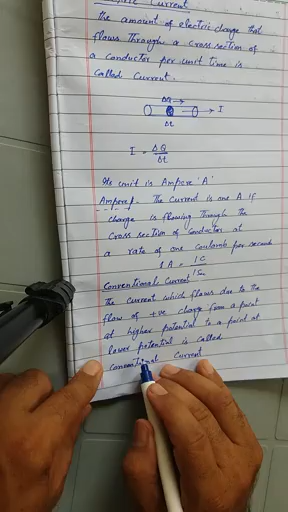 Electric Current
The amount of electric charge that
flows through a cross section of
a conductor per unit time is
called Current.
ΔQ
→ I
Δt
I = ΔQ/Δt
Its unit is Ampere 'A'
Ampere:- The Current is one A if
charge is flowing through the
cross section of conductor at
a rate of one coulomb per second
1 A = 1C/1Sec
Conventional Current
The current which flows due to the
flow of +ve charge from a point
at higher potential to a point at
lower potential is called
conventional Current